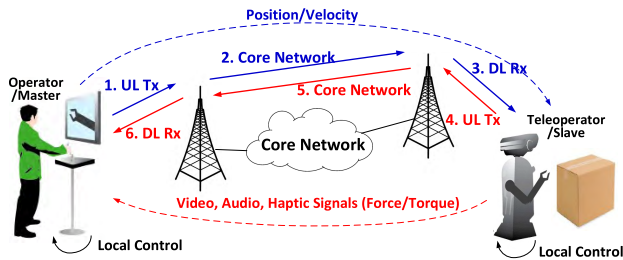 Position/Velocity
Operator
/Master
1. UL Tx
2. Core Network
3. DL Rx
5. Core Network
4. UL Tx
6. DL Rx
Teleoperator
/Slave
Core Network
Video, Audio, Haptic Signals (Force/Torque)
Local Control
Local Control